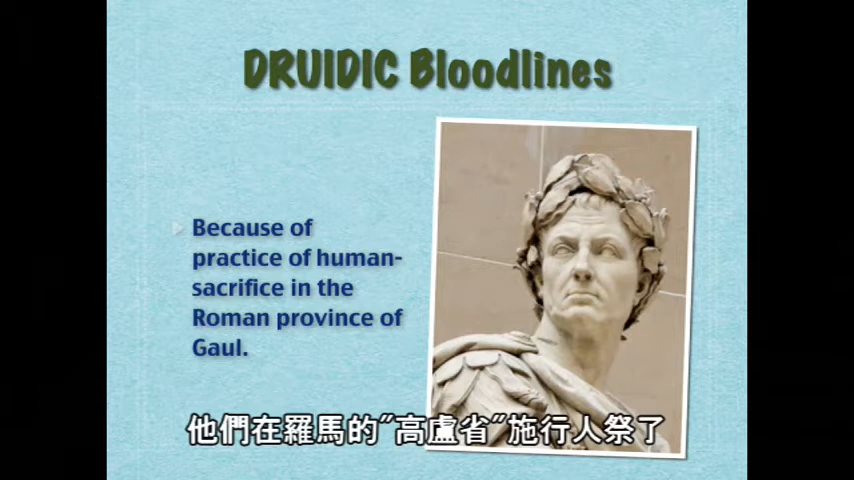 DRUIDIC Bloodlines
Because of
practice of human-
sacrifice in the
Roman province of
Gaul.
他們在羅馬的"高盧省"施行人祭了